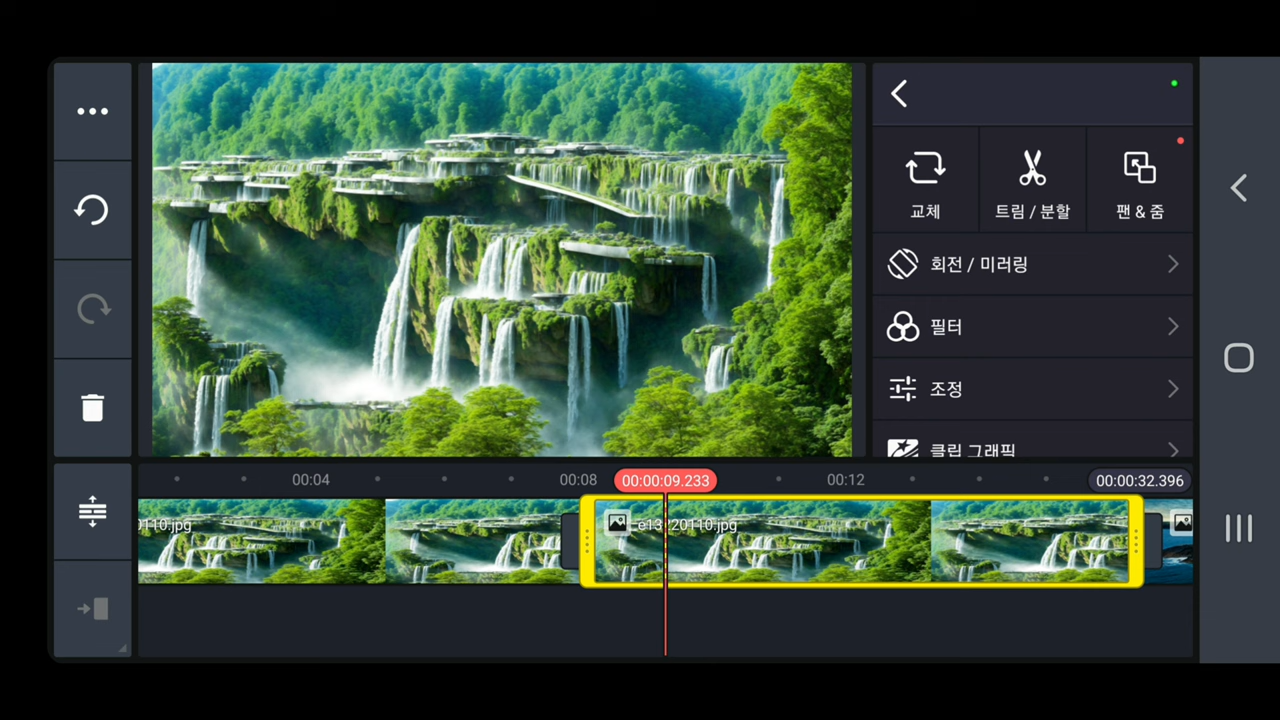 교체
트림 / 분할
팬 & 줌
회전 / 미러링
필터
조정
클립 그래픽
00:04
00:08
00:00:09.233
00:12
00:00:32.396
0110.jpg
20110.jpg